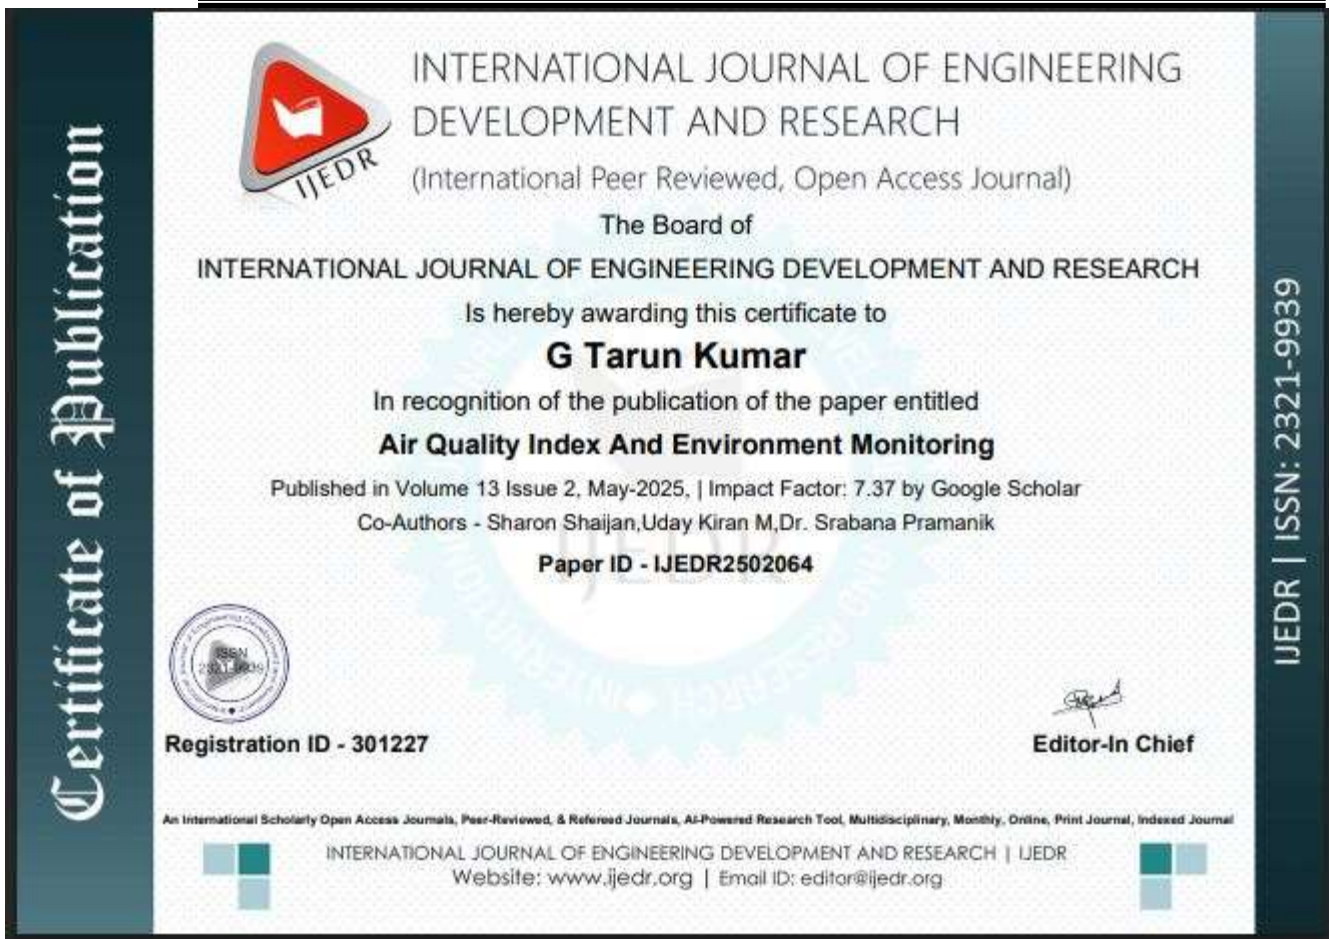 Certificate of Publication
IJEDR
INTERNATIONAL JOURNAL OF ENGINEERING
DEVELOPMENT AND RESEARCH
(International Peer Reviewed, Open Access Journal)
The Board of
INTERNATIONAL JOURNAL OF ENGINEERING DEVELOPMENT AND RESEARCH
Is hereby awarding this certificate to
G Tarun Kumar
In recognition of the publication of the paper entitled
Air Quality Index And Environment Monitoring
Published in Volume 13 Issue 2, May-2025, | Impact Factor: 7.37 by Google Scholar
Co-Authors - Sharon Shaijan,Uday Kiran M,Dr. Srabana Pramanik
Paper ID - IJEDR2502064
IJEDR
ISSN
2321-9939
Registration ID - 301227
Editor-In Chief
An International Scholarly Open Access Journals, Peer-Reviewed, & Refereed Journals, AI-Powered Research Tool, Multidisciplinary, Monthly, Online, Print Journal, Indexed Journal
INTERNATIONAL JOURNAL OF ENGINEERING DEVELOPMENT AND RESEARCH | IJEDR
Website: www.ijedr.org | Email ID: editor@ijedr.org
IJEDR | ISSN: 2321-9939